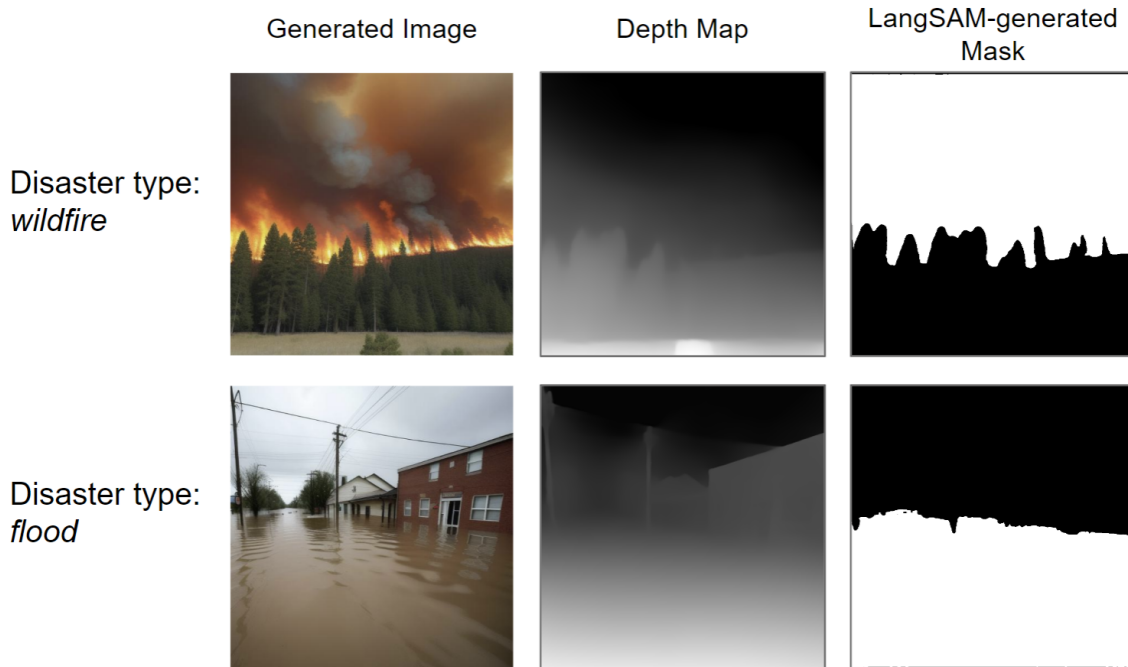 Generated Image
Depth Map
LangSAM-generated
Mask
Disaster type:
wildfire
Disaster type:
flood